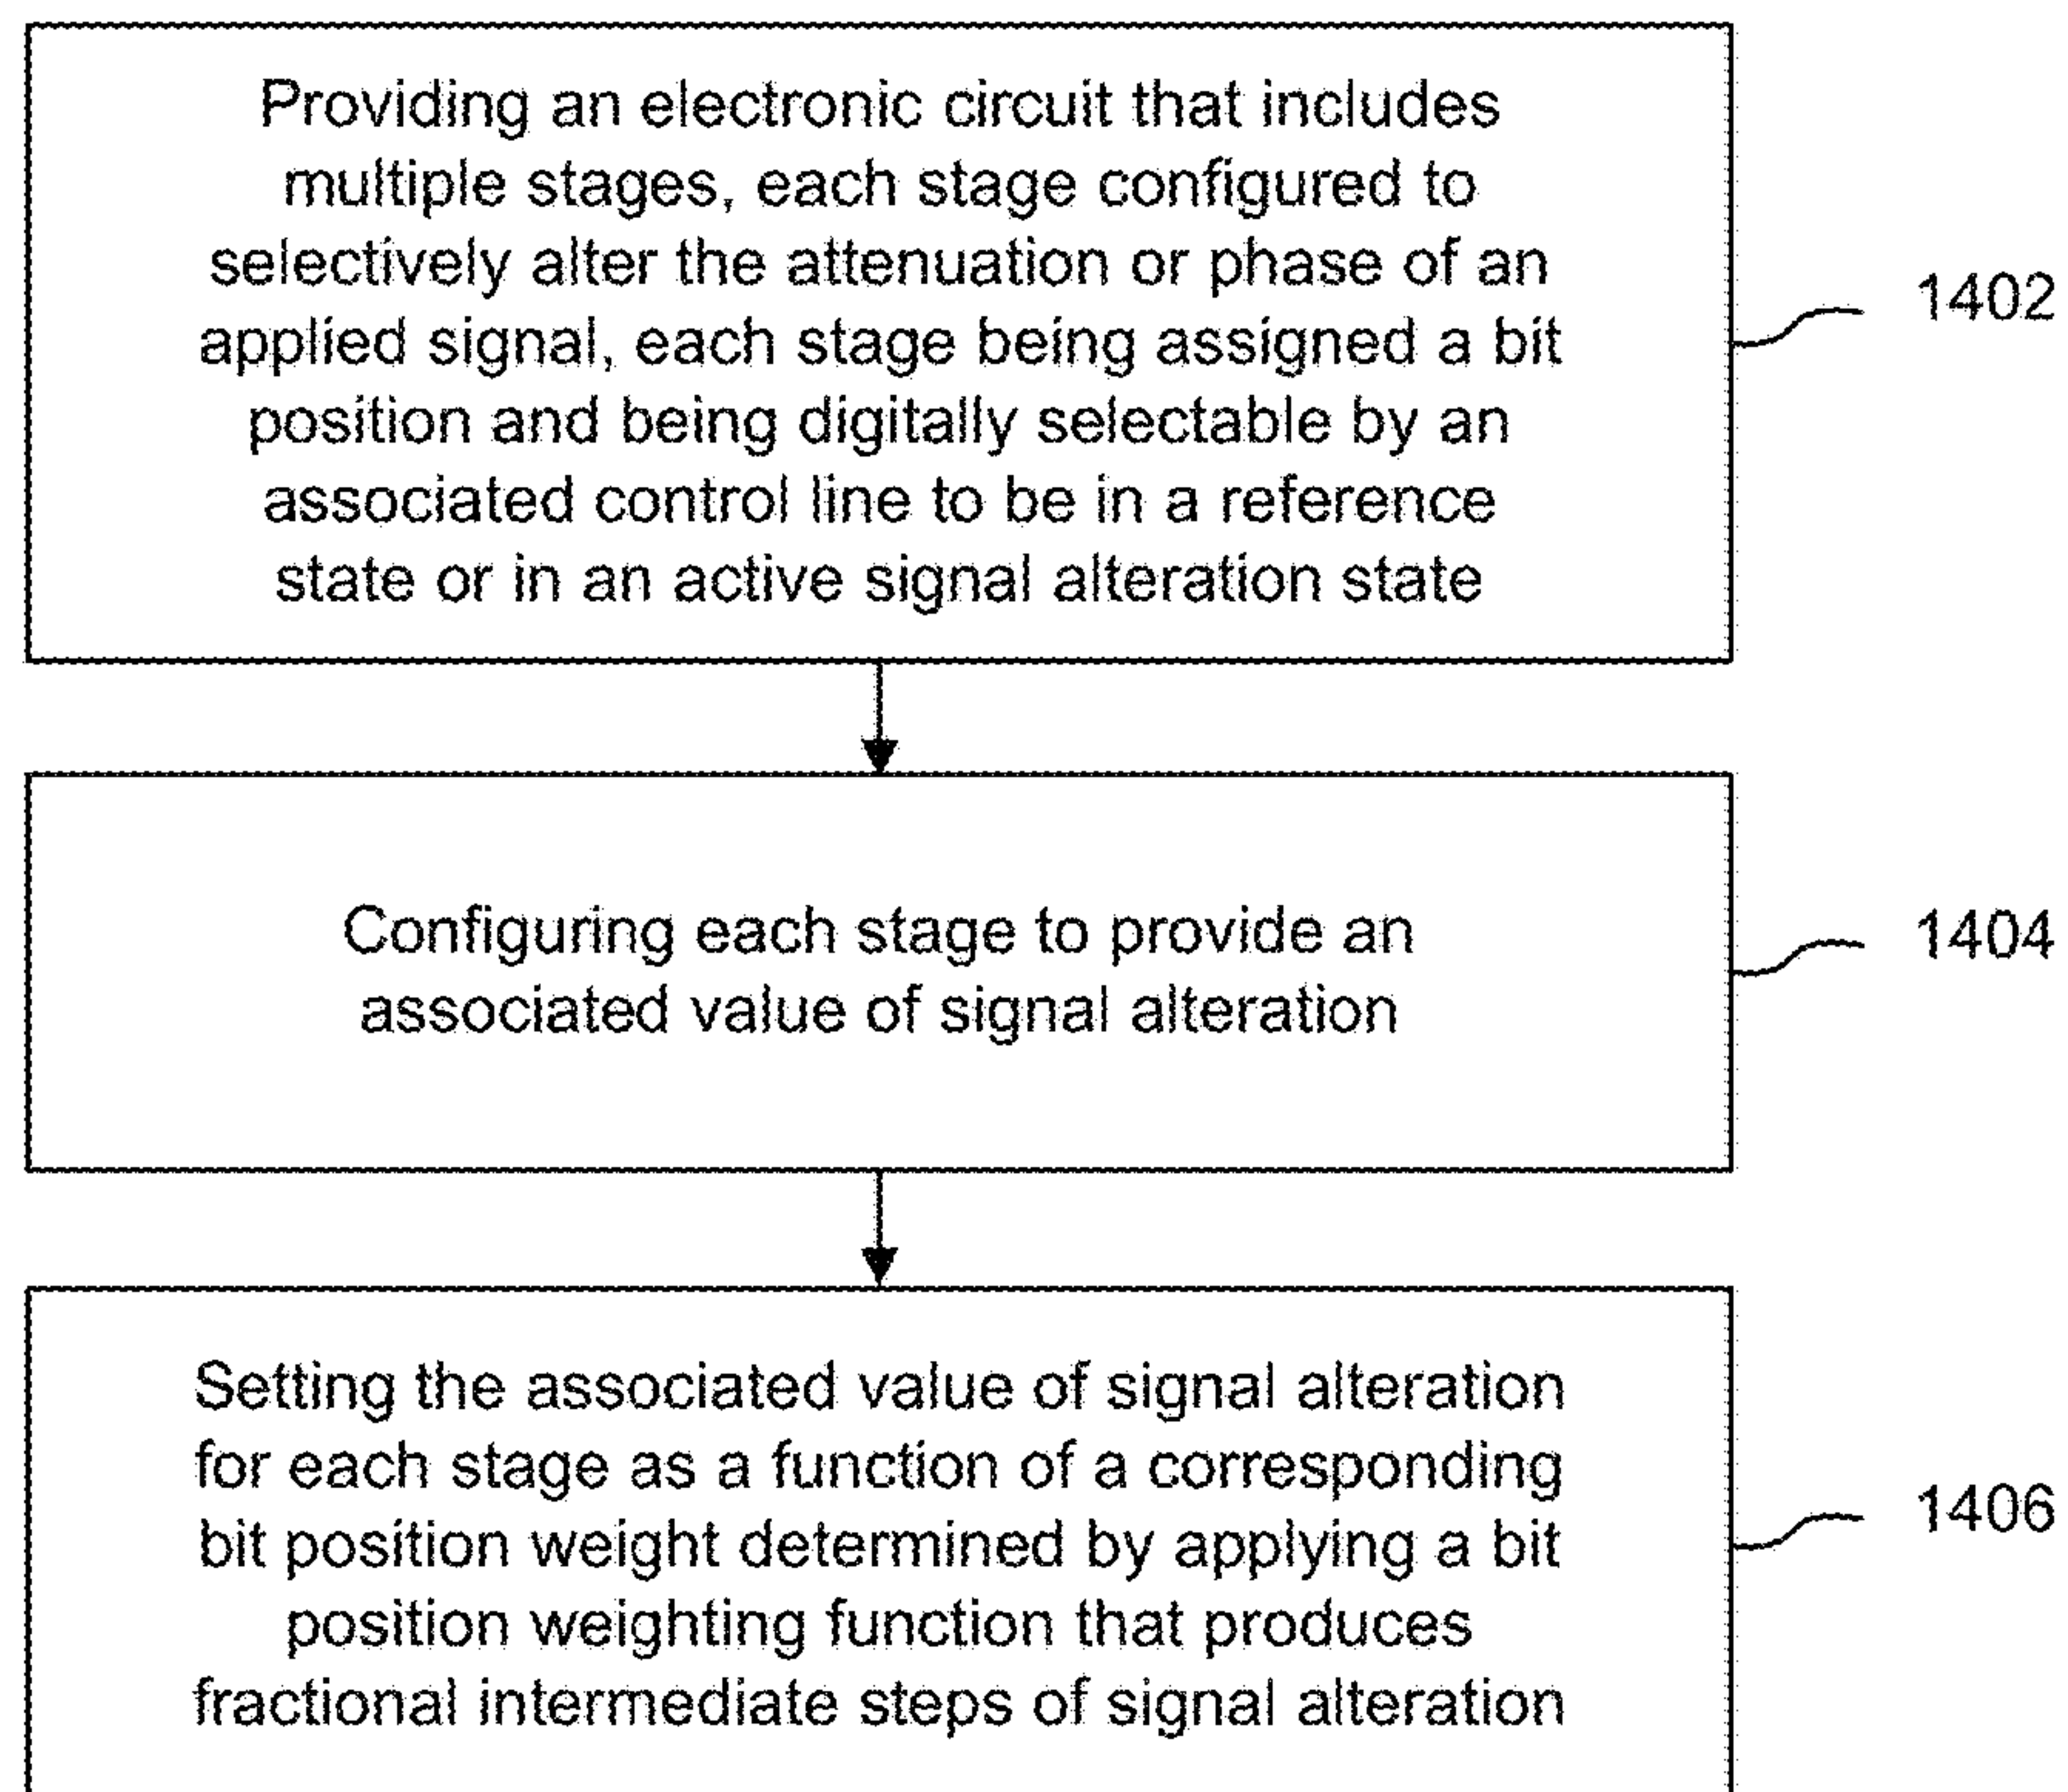 Providing an electronic circuit that includes
multiple stages, each stage configured to
selectively alter the attenuation or phase of an
applied signal, each stage being assigned a bit
position and being digitally selectable by an
associated control line to be in a reference
state or in an active signal alteration state
1402
Configuring each stage to provide an
associated value of signal alteration
1404
Setting the associated value of signal alteration
for each stage as a function of a corresponding
bit position weight determined by applying a bit
position weighting function that produces
fractional intermediate steps of signal alteration
1406